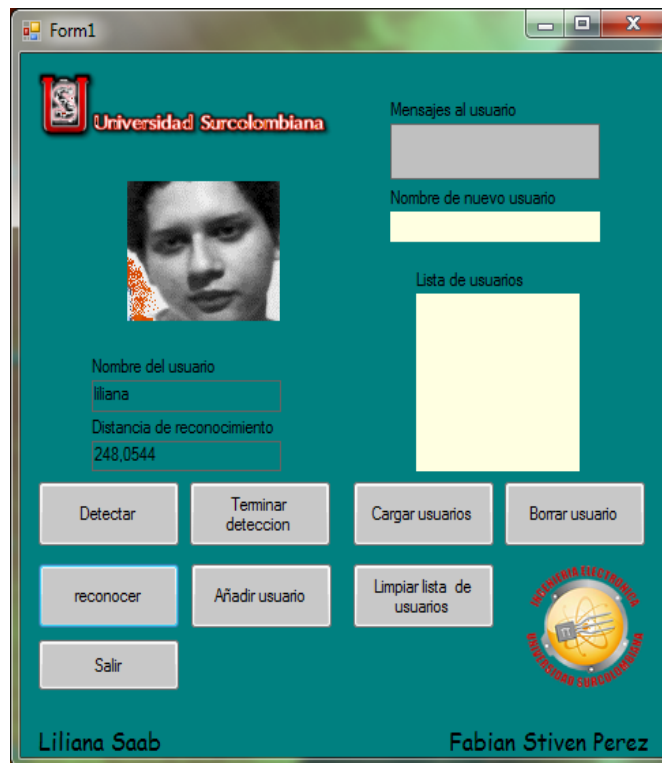 Form1
Universidad Surcolombiana
Mensajes al usuario
Nombre de nuevo usuario
Lista de usuarios
Nombre del usuario
liliana
Distancia de reconocimiento
248,0544
Detectar
Terminar
deteccion
Cargar usuarios
Borrar usuario
reconocer
Añadir usuario
Limpiar lista de
usuarios
INGENIERIA ELECTRONICA
UNIVERSIDAD SURCOLOMBIANA
Salir
Liliana Saab
Fabian Stiven Perez